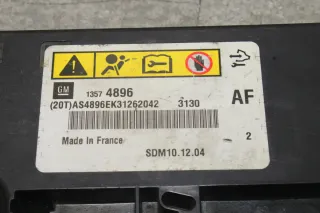 GM
1357 4896
(20T)AS4896EK31262042 3130
AF
Made in France
2
SDM10.12.04